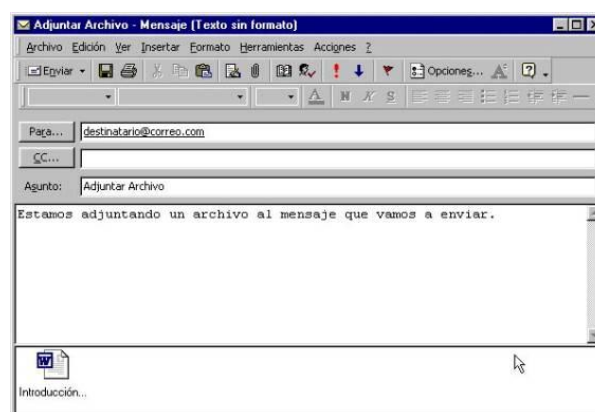 Adjuntar Archivo - Mensaje (Texto sin formato)
Archivo Edición Ver Insertar Formato Herramientas Acciones ?
Enviar Opciones... A
A N K S
Para... destinatario@correo.com
CC...
Asunto: Adjuntar Archivo
Estamos adjuntando un archivo al mensaje que vamos a enviar.
Introducción...